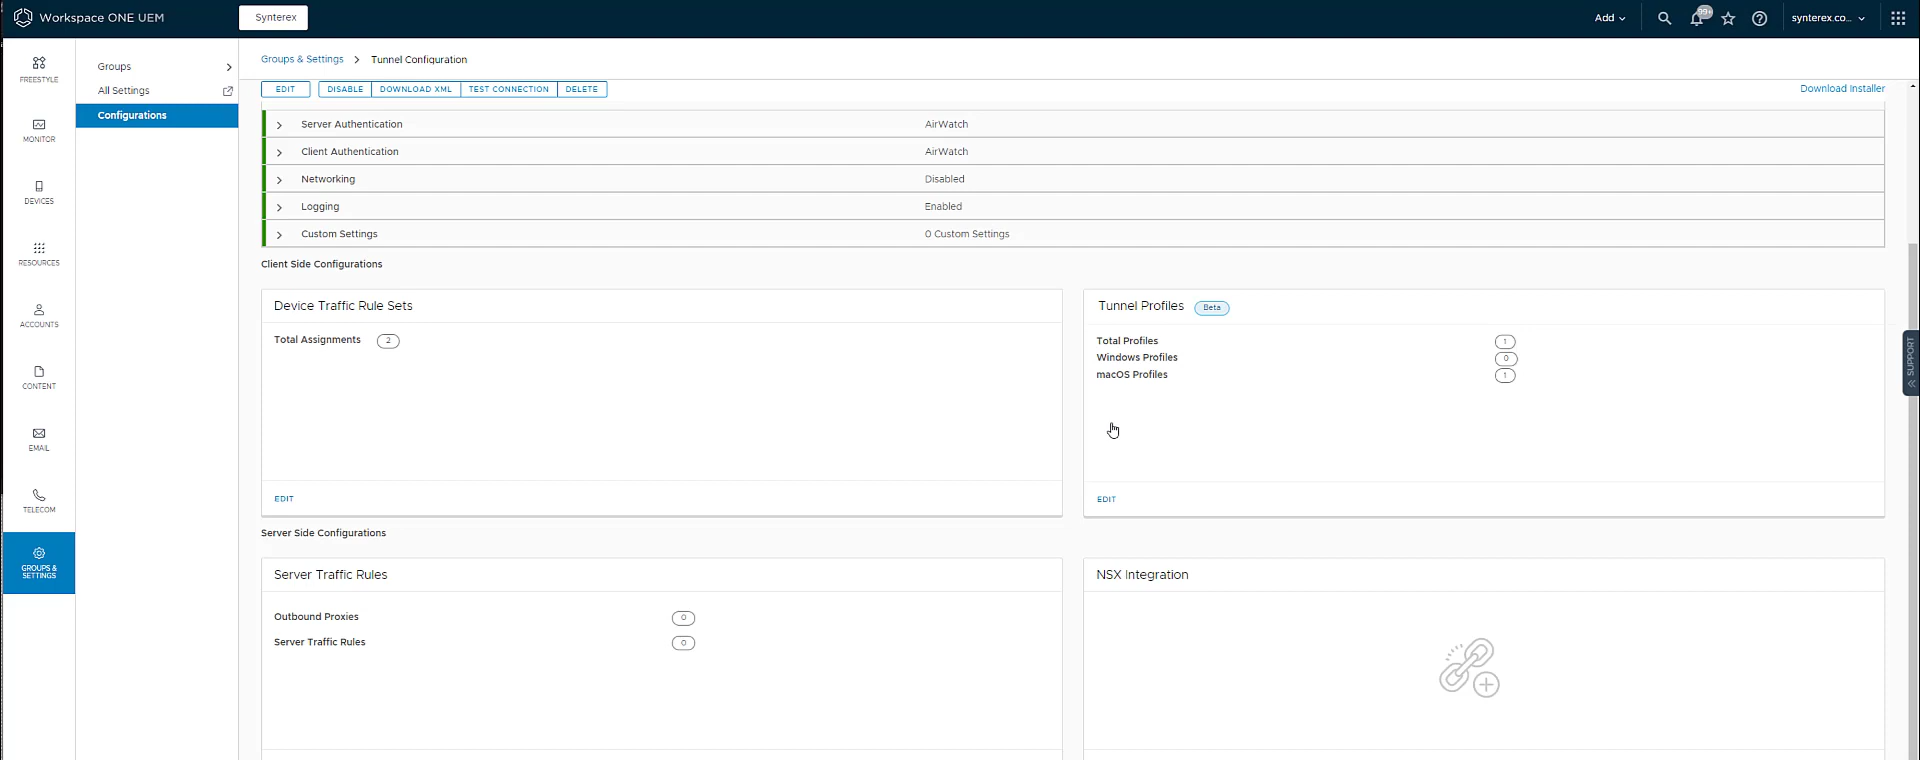 Workspace ONE UEM
Synterex
Add
99+
synterex.co...
FREESTYLE
MONITOR
DEVICES
RESOURCES
ACCOUNTS
CONTENT
EMAIL
TELECOM
GROUPS &
SETTINGS
Groups
All Settings
Configurations
Groups & Settings > Tunnel Configuration
EDIT DISABLE DOWNLOAD XML TEST CONNECTION DELETE Download Installer
Server Authentication AirWatch
Client Authentication AirWatch
Networking Disabled
Logging Enabled
Custom Settings 0 Custom Settings
Client Side Configurations
Device Traffic Rule Sets
Total Assignments 2
EDIT
Tunnel Profiles Beta
Total Profiles 1
Windows Profiles 0
macOS Profiles 1
EDIT
SUPPORT
Server Side Configurations
Server Traffic Rules
Outbound Proxies 0
Server Traffic Rules 0
NSX Integration